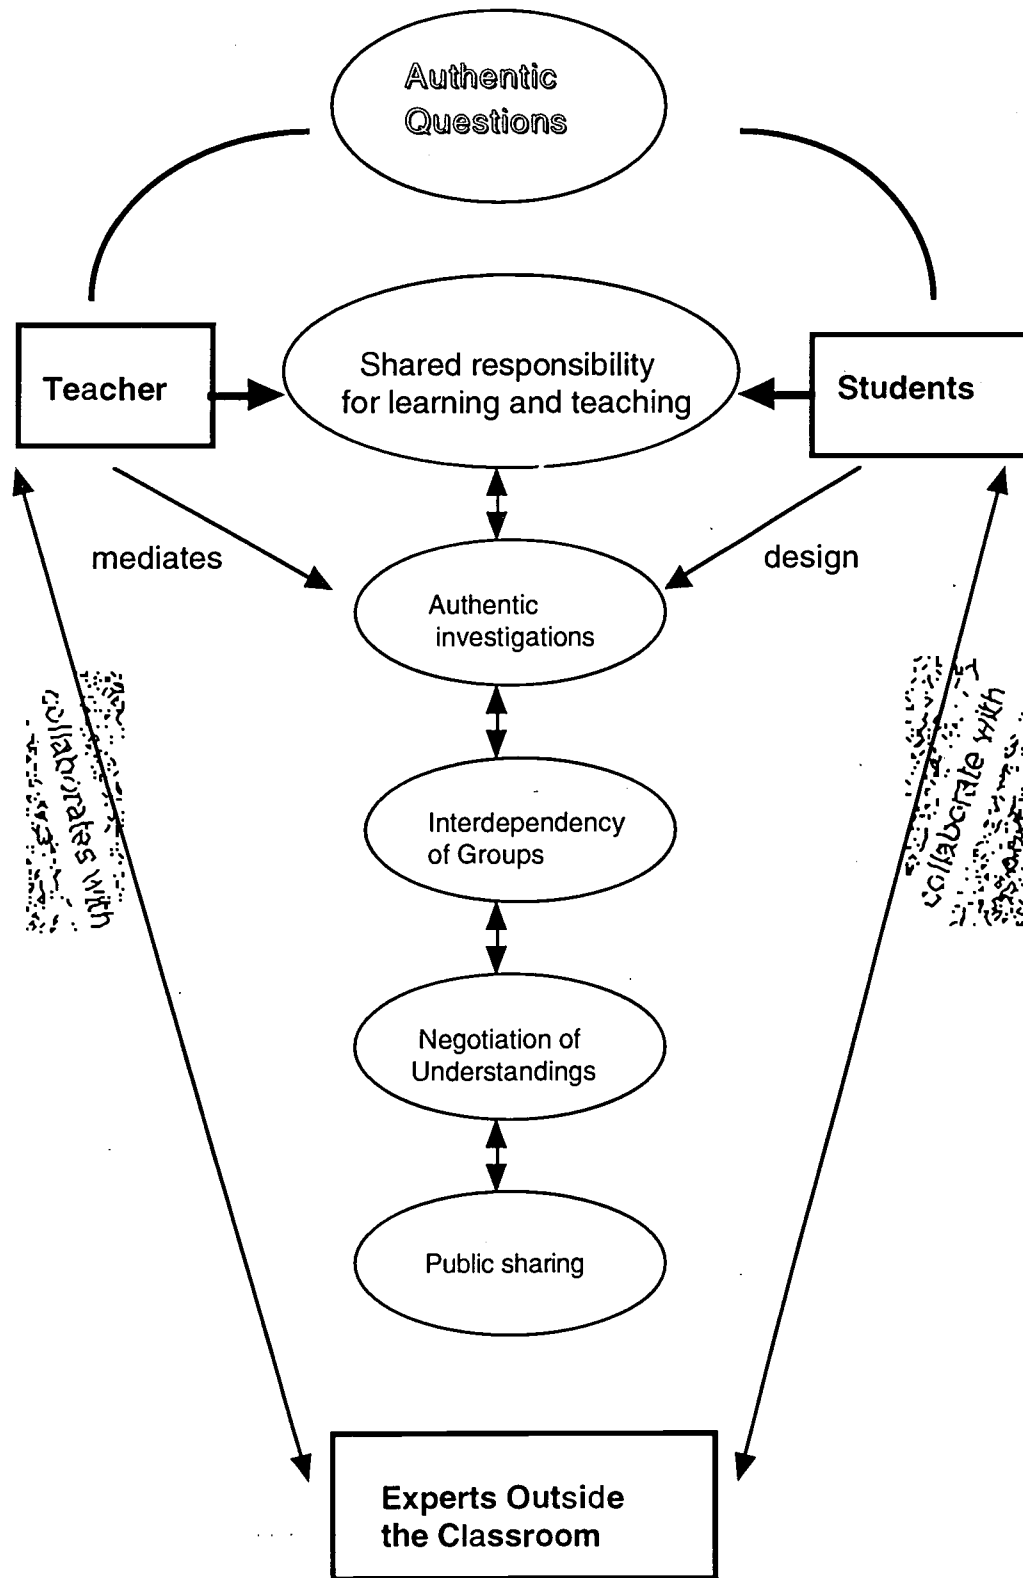 Authentic
Questions
Teacher
Shared responsibility
for learning and teaching
Students
mediates
design
Authentic
investigations
collaborates with
collaborate with
Interdependency
of Groups
Negotiation of
Understandings
Public sharing
Experts Outside
the Classroom